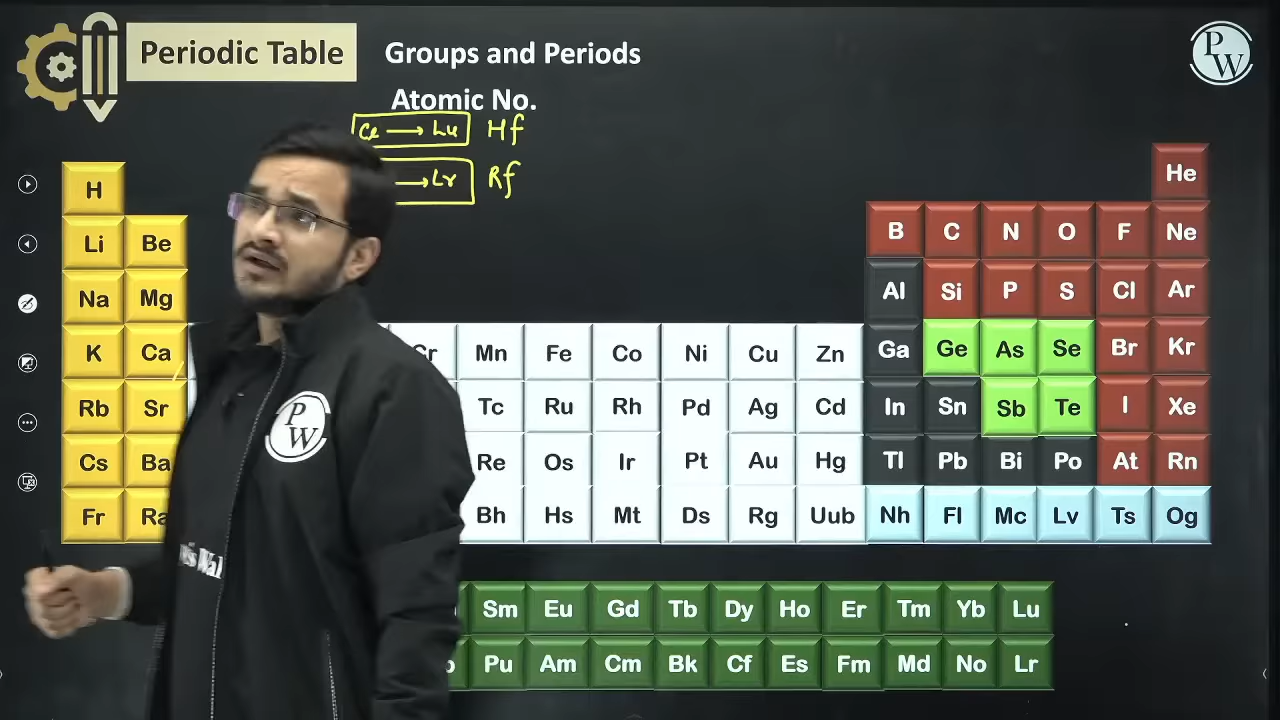 Periodic Table
Groups and Periods
Atomic No.
P
W
Ce → Lu Hf
→ Lr Rf
H He
Li Be B C N O F Ne
Na Mg Al Si P S Cl Ar
K Ca Cr Mn Fe Co Ni Cu Zn Ga Ge As Se Br Kr
Rb Sr Tc Ru Rh Pd Ag Cd In Sn Sb Te I Xe
Cs Ba Re Os Ir Pt Au Hg Tl Pb Bi Po At Rn
Fr Ra Bh Hs Mt Ds Rg Uub Nh Fl Mc Lv Ts Og
P
W
Sm Eu Gd Tb Dy Ho Er Tm Yb Lu
Pu Am Cm Bk Cf Es Fm Md No Lr